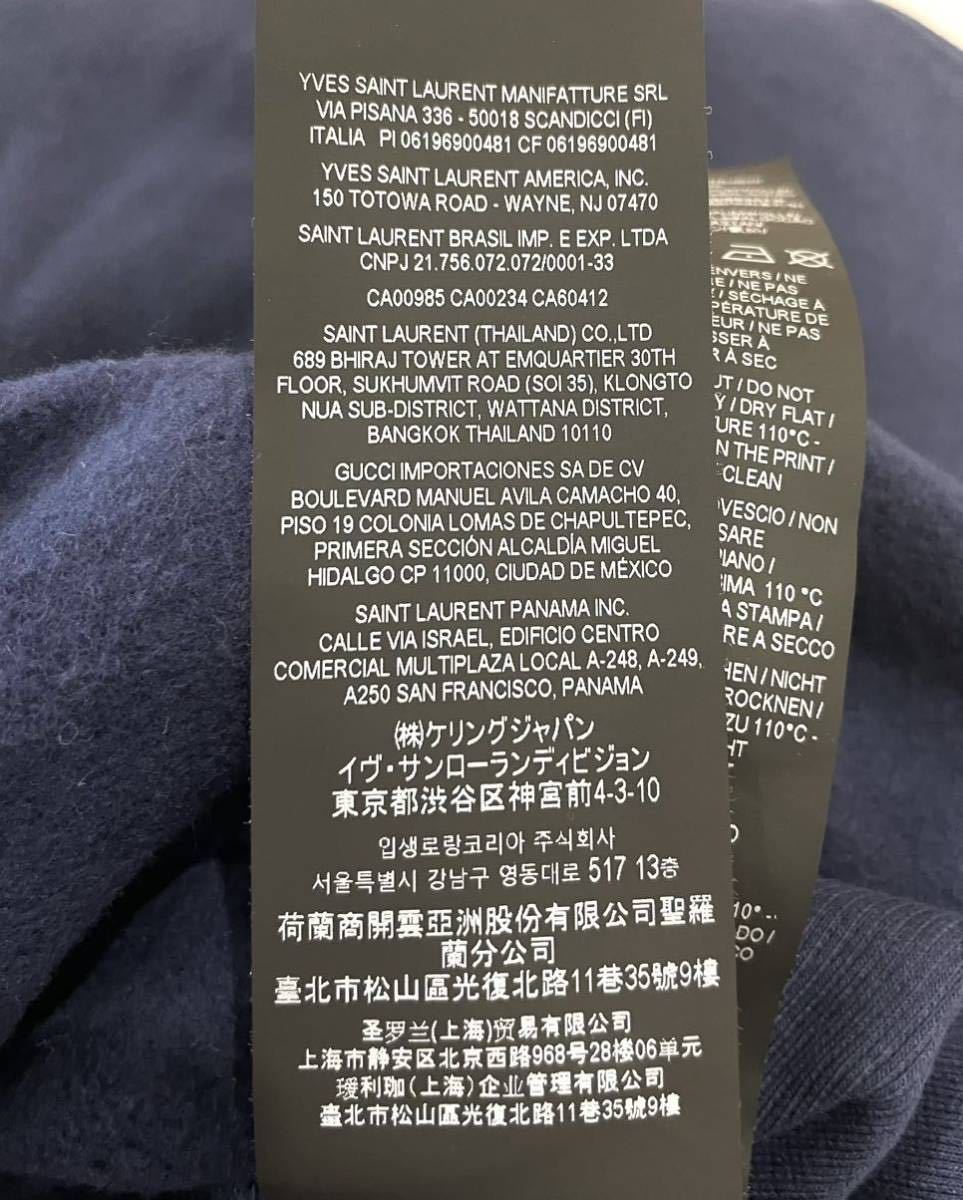 YVES SAINT LAURENT MANIFATTURE SRL
VIA PISANA 336 - 50018 SCANDICCI (FI)
ITALIA PI 06196900481 CF 06196900481
YVES SAINT LAURENT AMERICA, INC.
150 TOTOWA ROAD - WAYNE, NJ 07470
SAINT LAURENT BRASIL IMP. E EXP. LTDA
CNPJ 21.756.072.072/0001-33
CA00985 CA00234 CA60412
SAINT LAURENT (THAILAND) CO.,LTD
689 BHIRAJ TOWER AT EMQUARTIER 30TH
FLOOR, SUKHUMVIT ROAD (SOI 35), KLONGTO
NUA SUB-DISTRICT, WATTANA DISTRICT,
BANGKOK THAILAND 10110
GUCCI IMPORTACIONES SA DE CV
BOULEVARD MANUEL AVILA CAMACHO 40,
PISO 19 COLONIA LOMAS DE CHAPULTEPEC,
PRIMERA SECCIÓN ALCALDÍA MIGUEL
HIDALGO CP 11000, CIUDAD DE MÉXICO
SAINT LAURENT PANAMA INC.
CALLE VIA ISRAEL, EDIFICIO CENTRO
COMERCIAL MULTIPLAZA LOCAL A-248, A-249,
A250 SAN FRANCISCO, PANAMA
(株)ケリングジャパン
イヴ・サンローランディビジョン
東京都渋谷区神宮前4-3-10
입생로랑코리아 주식회사
서울특별시 강남구 영동대로 517 13층
荷蘭商開雲亞洲股份有限公司聖羅
蘭分公司
臺北市松山區光復北路11巷35號9樓
圣罗兰(上海)贸易有限公司
上海市静安区北京西路968号28楼06单元
瑷利珈(上海)企业管理有限公司
臺北市松山區光復北路11巷35號9樓
ENVERS / NE
E / NE PAS
/ SÉCHAGE À
PÉRATURE DE
EUR / NE PAS
SSER À
R À SEC
UT / DO NOT
Y / DRY FLAT /
URE 110°C -
N THE PRINT /
CLEAN
OVESCIO / NON
SARE
IANO /
IMA 110 °C
A STAMPA /
RE A SECCO
HEN / NICHT
ROCKNEN /
ZU 110°C -
HT
10° -
DO /
CO